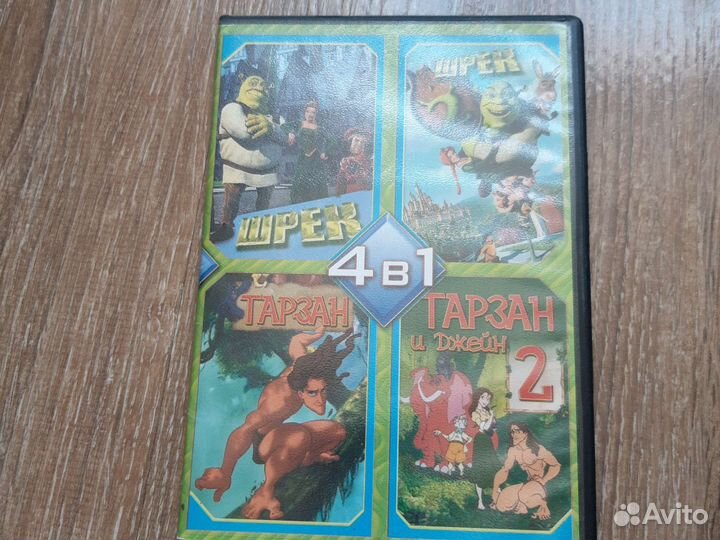 ШРЕК
ШРЕК
4 В 1
ТАРЗАН
ТАРЗАН
и Джейн
2
Avito